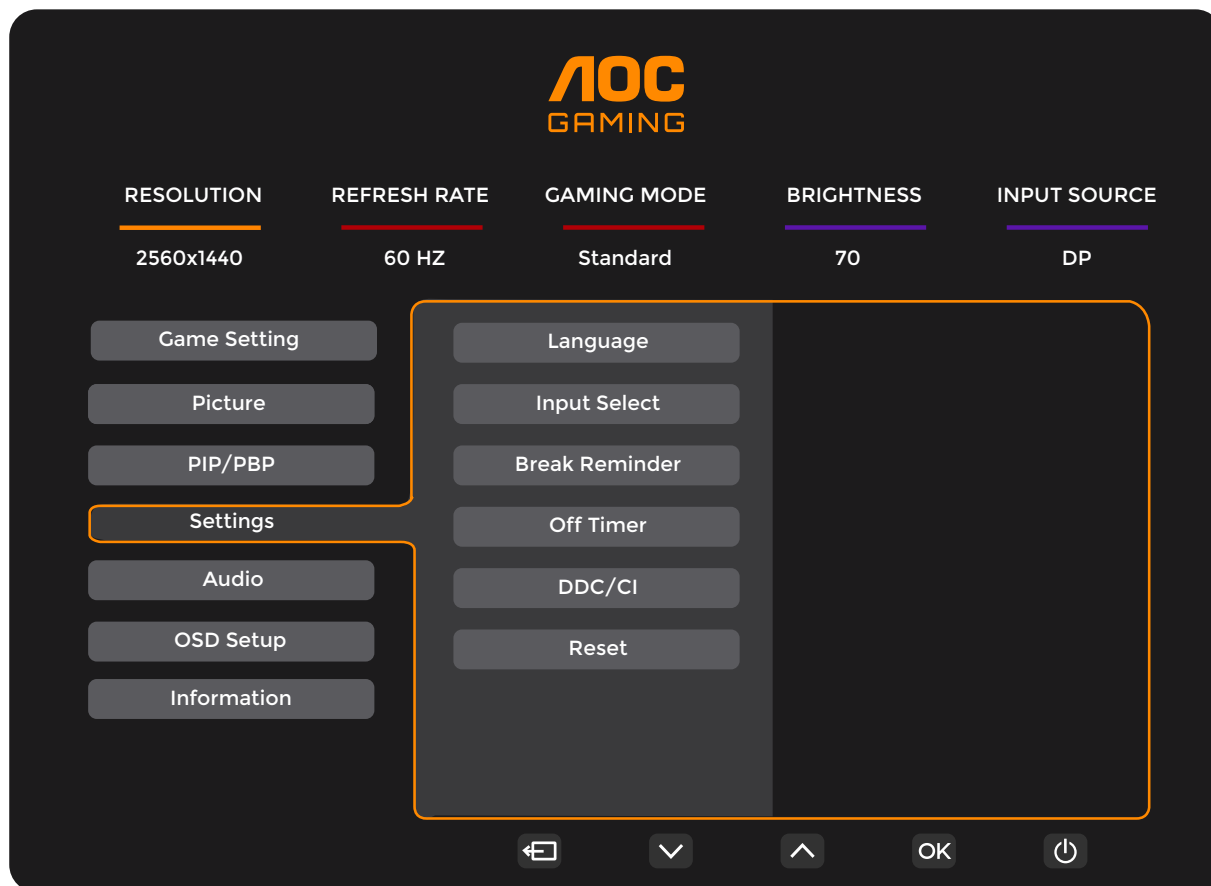 AOC
GAMING
RESOLUTION REFRESH RATE GAMING MODE BRIGHTNESS INPUT SOURCE
2560x1440 60 HZ Standard 70 DP
Game Setting
Picture
PIP/PBP
Settings
Audio
OSD Setup
Information
Language
Input Select
Break Reminder
Off Timer
DDC/CI
Reset
OK